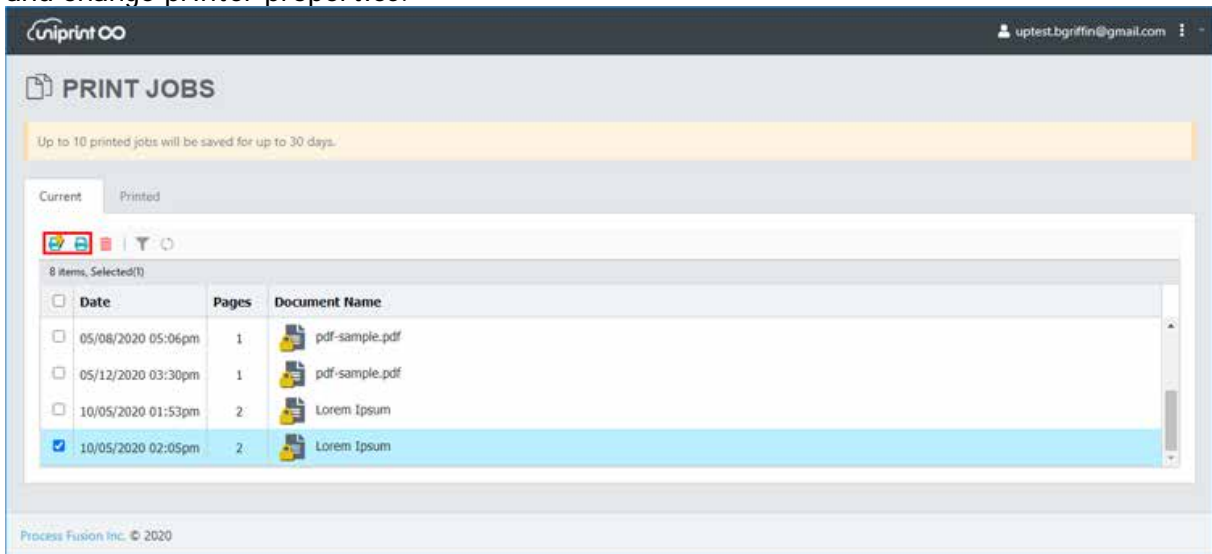 and change printer properties.
uniprint
uptest.bgriffin@gmail.com
PRINT JOBS
Up to 10 printed jobs will be saved for up to 30 days.
Current Printed
8 items, Selected(1)
Date Pages Document Name
05/08/2020 05:06pm 1 pdf-sample.pdf
05/12/2020 03:30pm 1 pdf-sample.pdf
10/05/2020 01:53pm 2 Lorem Ipsum
10/05/2020 02:05pm 2 Lorem Ipsum
Process Fusion Inc. © 2020